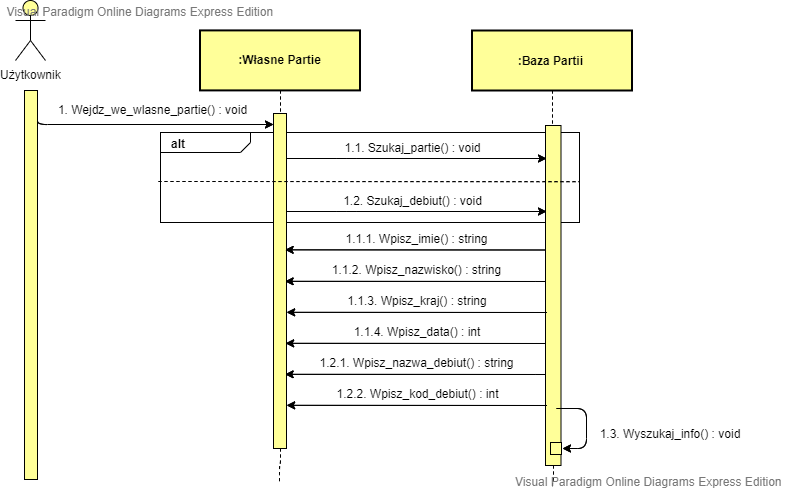 Visual Paradigm Online Diagrams Express Edition
Użytkownik
:Własne Partie
:Baza Partii
1. Wejdz_we_wlasne_partie() : void
alt
1.1. Szukaj_partie() : void
1.2. Szukaj_debiut() : void
1.1.1. Wpisz_imie() : string
1.1.2. Wpisz_nazwisko() : string
1.1.3. Wpisz_kraj() : string
1.1.4. Wpisz_data() : int
1.2.1. Wpisz_nazwa_debiut() : string
1.2.2. Wpisz_kod_debiut() : int
1.3. Wyszukaj_info() : void
Visual Paradigm Online Diagrams Express Edition